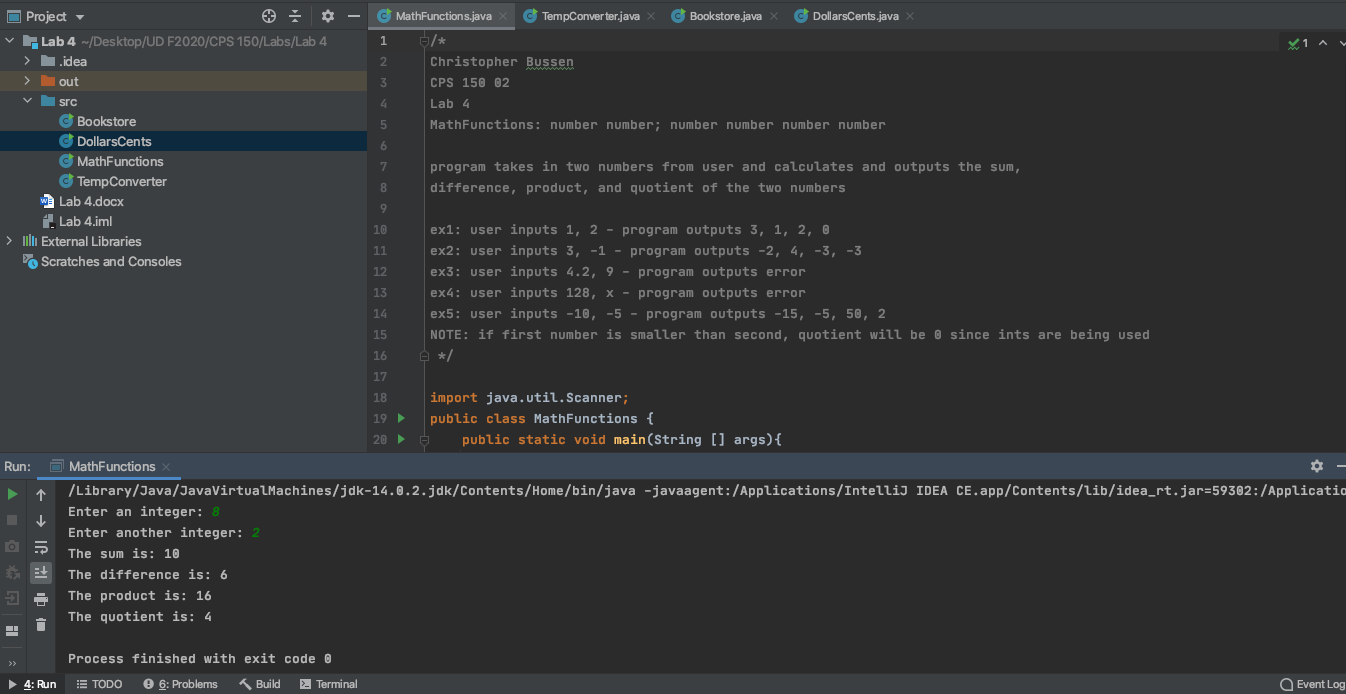 Project
MathFunctions.java
TempConverter.java
Bookstore.java
DollarsCents.java
Lab 4 ~/Desktop/UD F2020/CPS 150/Labs/Lab 4
.idea
out
src
Bookstore
DollarsCents
MathFunctions
TempConverter
Lab 4.docx
Lab 4.iml
External Libraries
Scratches and Consoles
1
1 /*
2 Christopher Bussen
3 CPS 150 02
4 Lab 4
5 MathFunctions: number number; number number number number
6
7 program takes in two numbers from user and calculates and outputs the sum,
8 difference, product, and quotient of the two numbers
9
10 ex1: user inputs 1, 2 - program outputs 3, 1, 2, 0
11 ex2: user inputs 3, -1 - program outputs -2, 4, -3, -3
12 ex3: user inputs 4.2, 9 - program outputs error
13 ex4: user inputs 128, x - program outputs error
14 ex5: user inputs -10, -5 - program outputs -15, -5, 50, 2
15 NOTE: if first number is smaller than second, quotient will be 0 since ints are being used
16 */
17
18 import java.util.Scanner;
19 public class MathFunctions {
20 public static void main(String [] args){
Run: MathFunctions
/Library/Java/JavaVirtualMachines/jdk-14.0.2.jdk/Contents/Home/bin/java -javaagent:/Applications/IntelliJ IDEA CE.app/Contents/lib/idea_rt.jar=59302:/Applicatio
Enter an integer: 8
Enter another integer: 2
The sum is: 10
The difference is: 6
The product is: 16
The quotient is: 4
Process finished with exit code 0
4: Run
TODO
6: Problems
Build
Terminal
Event Log